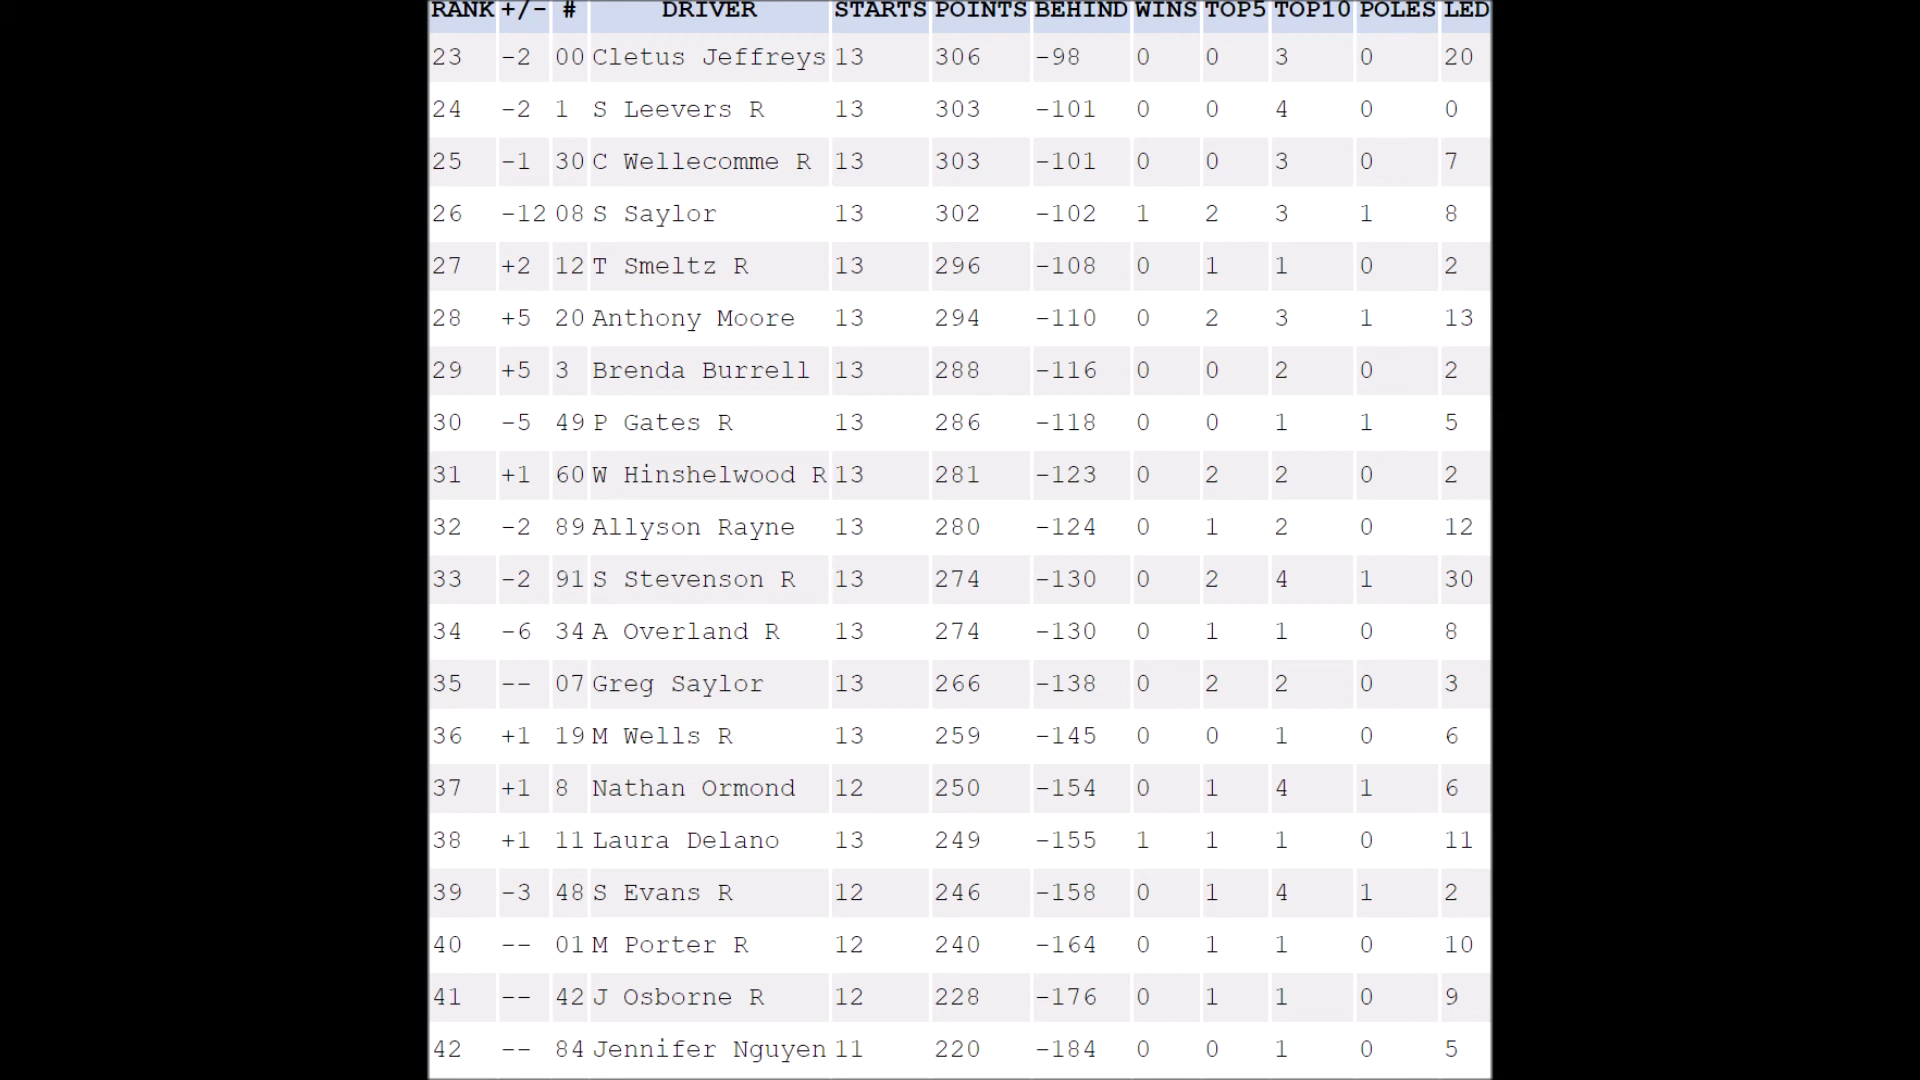 RANK +/- # DRIVER STARTS POINTS BEHIND WINS TOP5 TOP10 POLES LED
23 -2 00 Cletus Jeffreys 13 306 -98 0 0 3 0 20
24 -2 1 S Leevers R 13 303 -101 0 0 4 0 0
25 -1 30 C Wellecomme R 13 303 -101 0 0 3 0 7
26 -12 08 S Saylor 13 302 -102 1 2 3 1 8
27 +2 12 T Smeltz R 13 296 -108 0 1 1 0 2
28 +5 20 Anthony Moore 13 294 -110 0 2 3 1 13
29 +5 3 Brenda Burrell 13 288 -116 0 0 2 0 2
30 -5 49 P Gates R 13 286 -118 0 0 1 1 5
31 +1 60 W Hinshelwood R 13 281 -123 0 2 2 0 2
32 -2 89 Allyson Rayne 13 280 -124 0 1 2 0 12
33 -2 91 S Stevenson R 13 274 -130 0 2 4 1 30
34 -6 34 A Overland R 13 274 -130 0 1 1 0 8
35 -- 07 Greg Saylor 13 266 -138 0 2 2 0 3
36 +1 19 M Wells R 13 259 -145 0 0 1 0 6
37 +1 8 Nathan Ormond 12 250 -154 0 1 4 1 6
38 +1 11 Laura Delano 13 249 -155 1 1 1 0 11
39 -3 48 S Evans R 12 246 -158 0 1 4 1 2
40 -- 01 M Porter R 12 240 -164 0 1 1 0 10
41 -- 42 J Osborne R 12 228 -176 0 1 1 0 9
42 -- 84 Jennifer Nguyen 11 220 -184 0 0 1 0 5